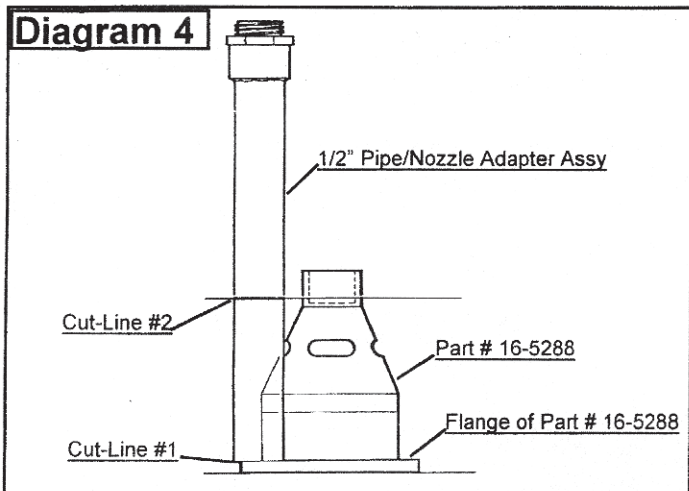 Diagram 4
1/2" Pipe/Nozzle Adapter Assy
Cut-Line #2
Part # 16-5288
Flange of Part # 16-5288
Cut-Line #1